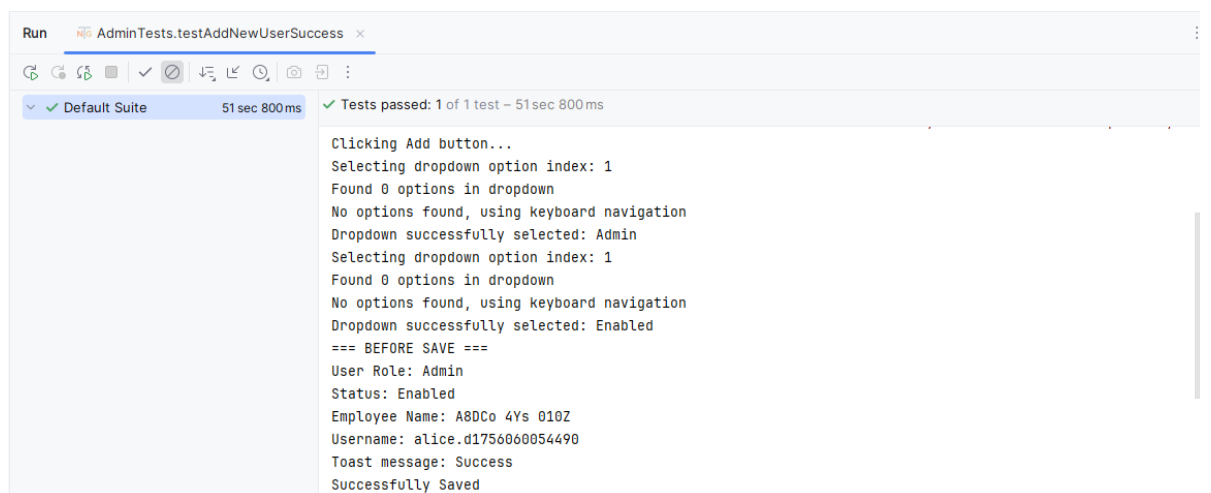 Run AdminTests.testAddNewUserSuccess
Default Suite 51 sec 800 ms
Tests passed: 1 of 1 test – 51 sec 800 ms
Clicking Add button...
Selecting dropdown option index: 1
Found 0 options in dropdown
No options found, using keyboard navigation
Dropdown successfully selected: Admin
Selecting dropdown option index: 1
Found 0 options in dropdown
No options found, using keyboard navigation
Dropdown successfully selected: Enabled
=== BEFORE SAVE ===
User Role: Admin
Status: Enabled
Employee Name: A8DCo 4Ys 010Z
Username: alice.d1756060054490
Toast message: Success
Successfully Saved